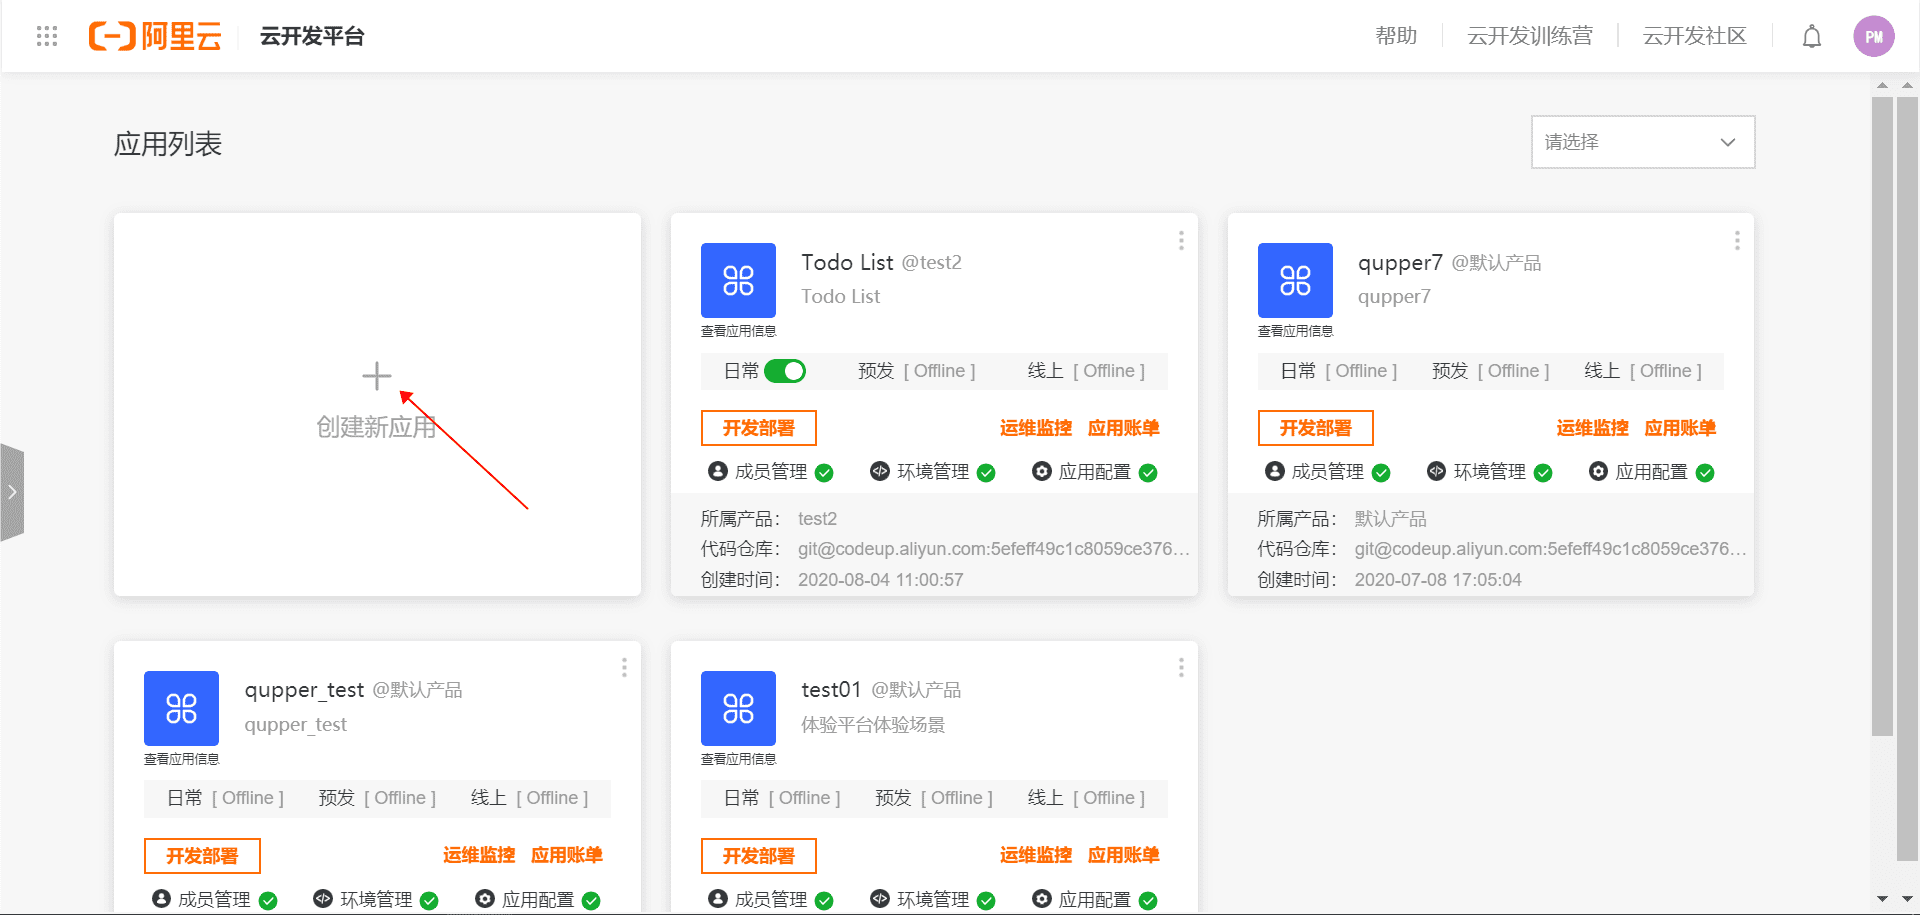 阿里云 云开发平台 帮助 云开发训练营 云开发社区 PM
应用列表 请选择
创建新应用
Todo List @test2
Todo List
查看应用信息
日常 预发 [ Offline ] 线上 [ Offline ]
开发部署 运维监控 应用账单
成员管理 环境管理 应用配置
所属产品： test2
代码仓库： git@codeup.aliyun.com:5efeff49c1c8059ce376...
创建时间： 2020-08-04 11:00:57
qupper7 @默认产品
qupper7
查看应用信息
日常 [ Offline ] 预发 [ Offline ] 线上 [ Offline ]
开发部署 运维监控 应用账单
成员管理 环境管理 应用配置
所属产品： 默认产品
代码仓库： git@codeup.aliyun.com:5efeff49c1c8059ce376...
创建时间： 2020-07-08 17:05:04
qupper_test @默认产品
qupper_test
查看应用信息
日常 [ Offline ] 预发 [ Offline ] 线上 [ Offline ]
开发部署 运维监控 应用账单
成员管理 环境管理 应用配置
test01 @默认产品
体验平台体验场景
查看应用信息
日常 [ Offline ] 预发 [ Offline ] 线上 [ Offline ]
开发部署 运维监控 应用账单
成员管理 环境管理 应用配置